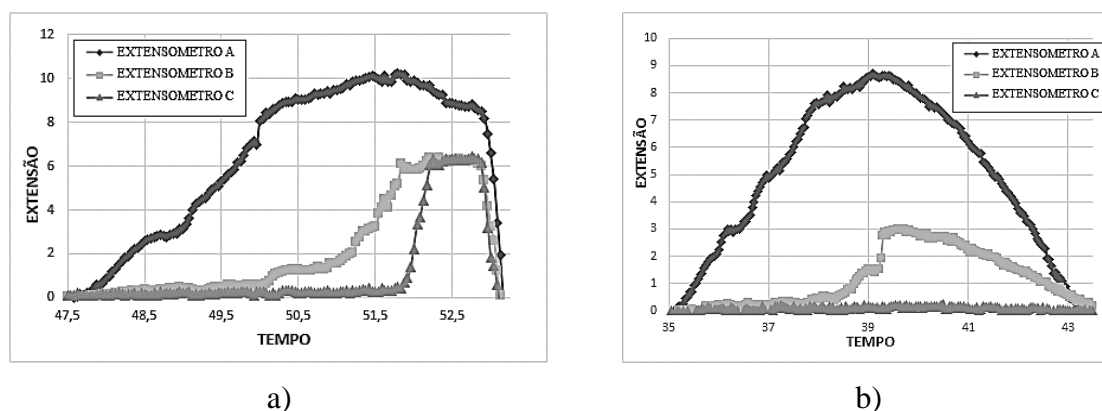 12
10
8
6
4
2
0
EXTENSÃO
EXTENSOMETRO A
EXTENSOMETRO B
EXTENSOMETRO C
47,5 48,5 49,5 50,5 51,5 52,5
TEMPO
a)
10
9
8
7
6
5
4
3
2
1
0
EXTENSÃO
EXTENSOMETRO A
EXTENSOMETRO B
EXTENSOMETRO C
35 37 39 41 43
TEMPO
b)